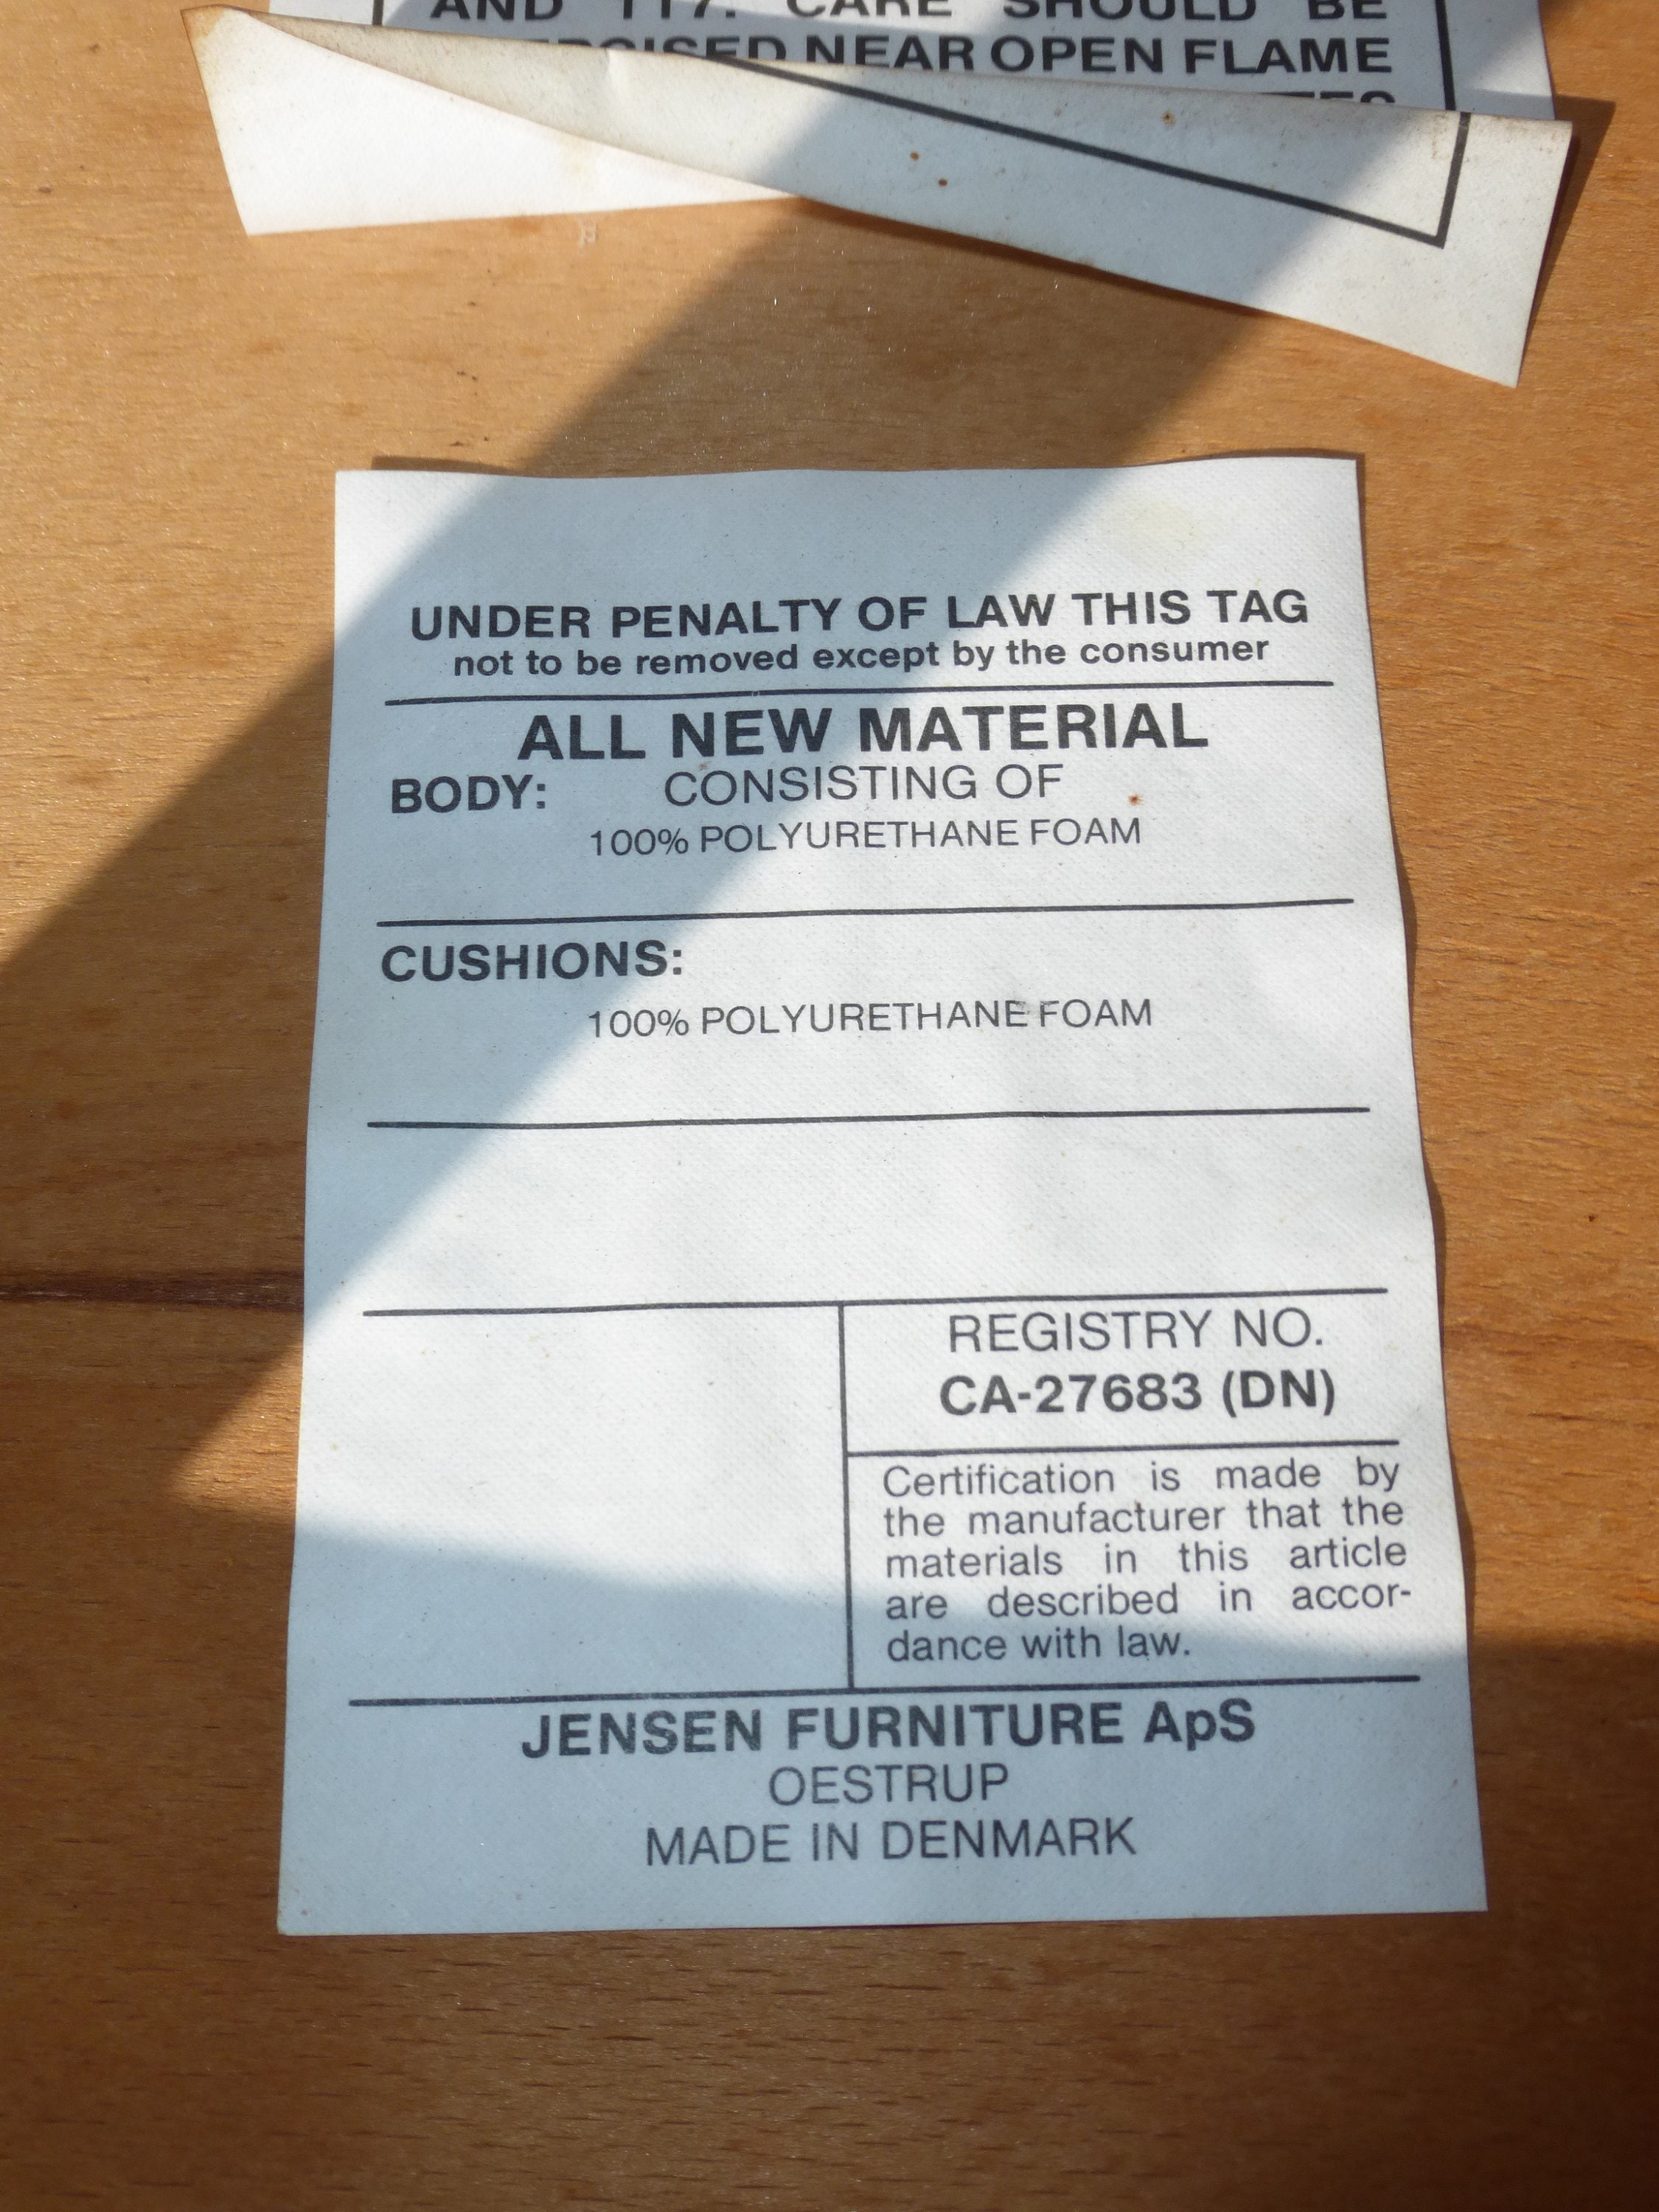 AND 117. CARE SHOULD BE
NEAR OPEN FLAME
UNDER PENALTY OF LAW THIS TAG
not to be removed except by the consumer
ALL NEW MATERIAL
BODY: CONSISTING OF
100% POLYURETHANE FOAM
CUSHIONS:
100% POLYURETHANE FOAM
REGISTRY NO.
CA-27683 (DN)
Certification is made by
the manufacturer that the
materials in this article
are described in accor-
dance with law.
JENSEN FURNITURE ApS
OESTRUP
MADE IN DENMARK